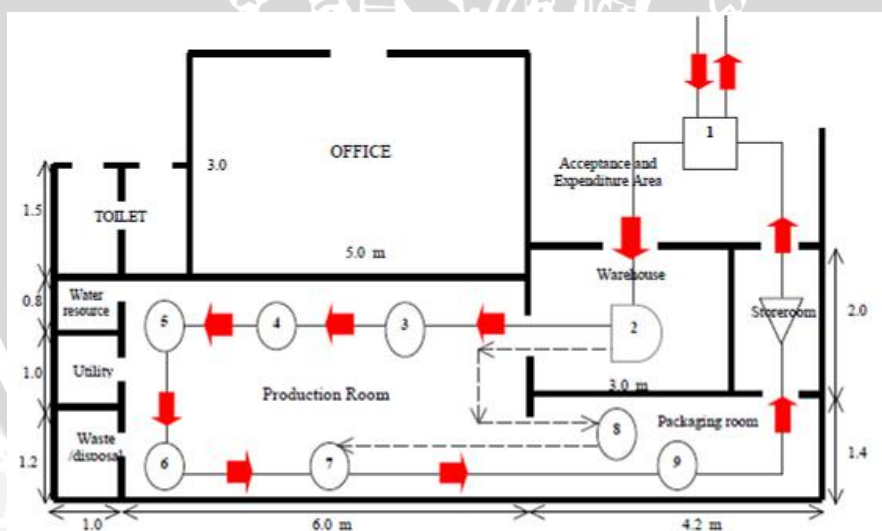 1
Acceptance and
Expenditure Area
OFFICE
3.0
1.5
TOILET
5.0 m
Warehouse
0.8
Water
resource
5
4
3
2
Storeroom
2.0
1.0
Utility
3.0 m
Production Room
8
Packaging room
Waste
/disposal
1.2
6
7
9
1.4
1.0
6.0 m
4.2 m